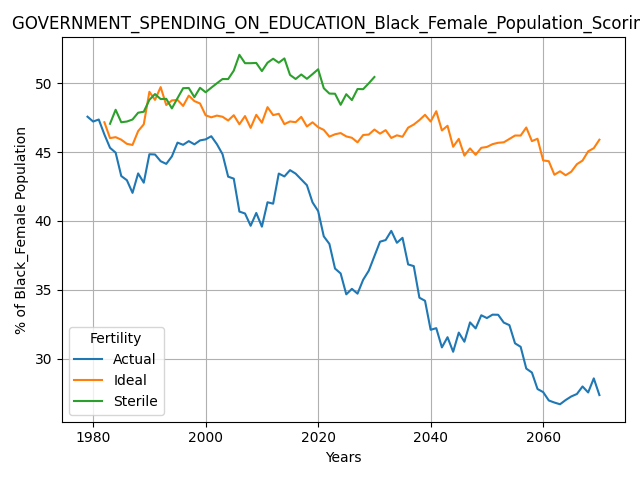 GOVERNMENT_SPENDING_ON_EDUCATION_Black_Female_Population_Scorin
% of Black_Female Population
50
45
40
35
30
Fertility
Actual
Ideal
Sterile
1980 2000 2020 2040 2060
Years